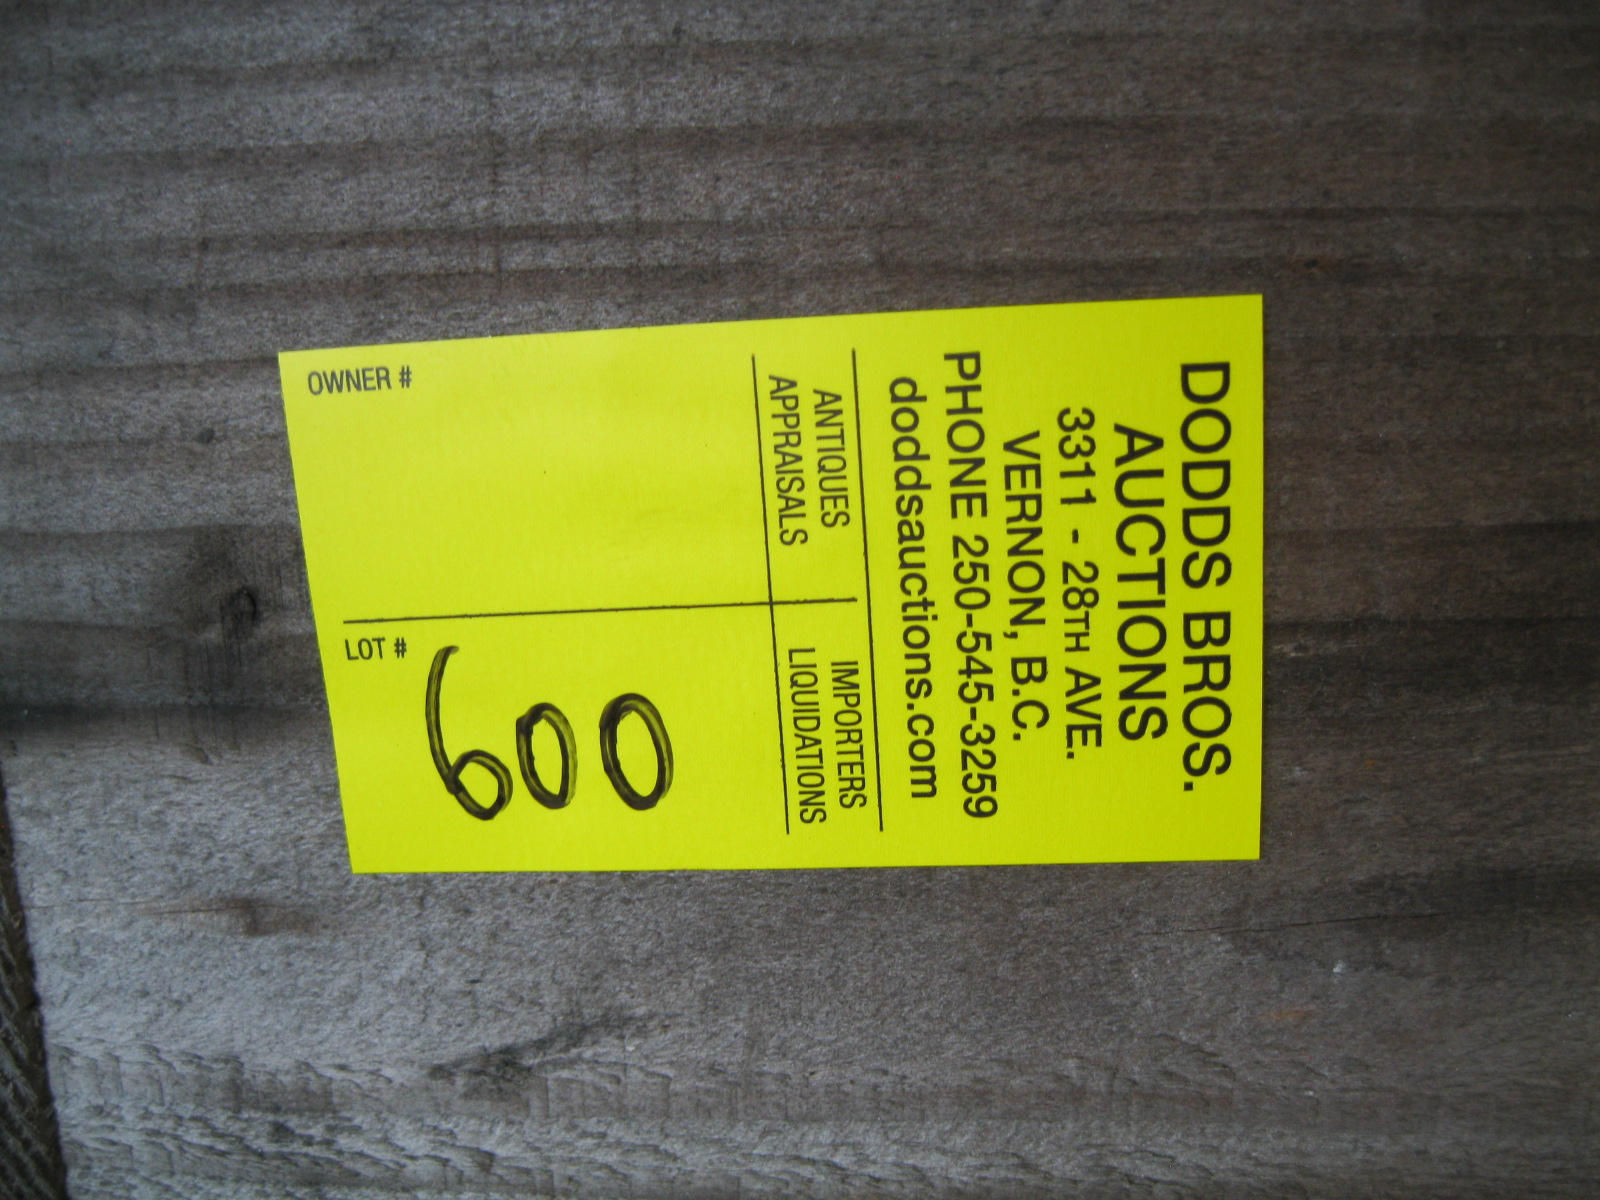 DODDS BROS.
AUCTIONS
3311 - 28TH AVE.
VERNON, B.C.
PHONE 250-545-3259
doddsauctions.com
ANTIQUES
APPRAISALS
IMPORTERS
LIQUIDATIONS
OWNER #
LOT # 600